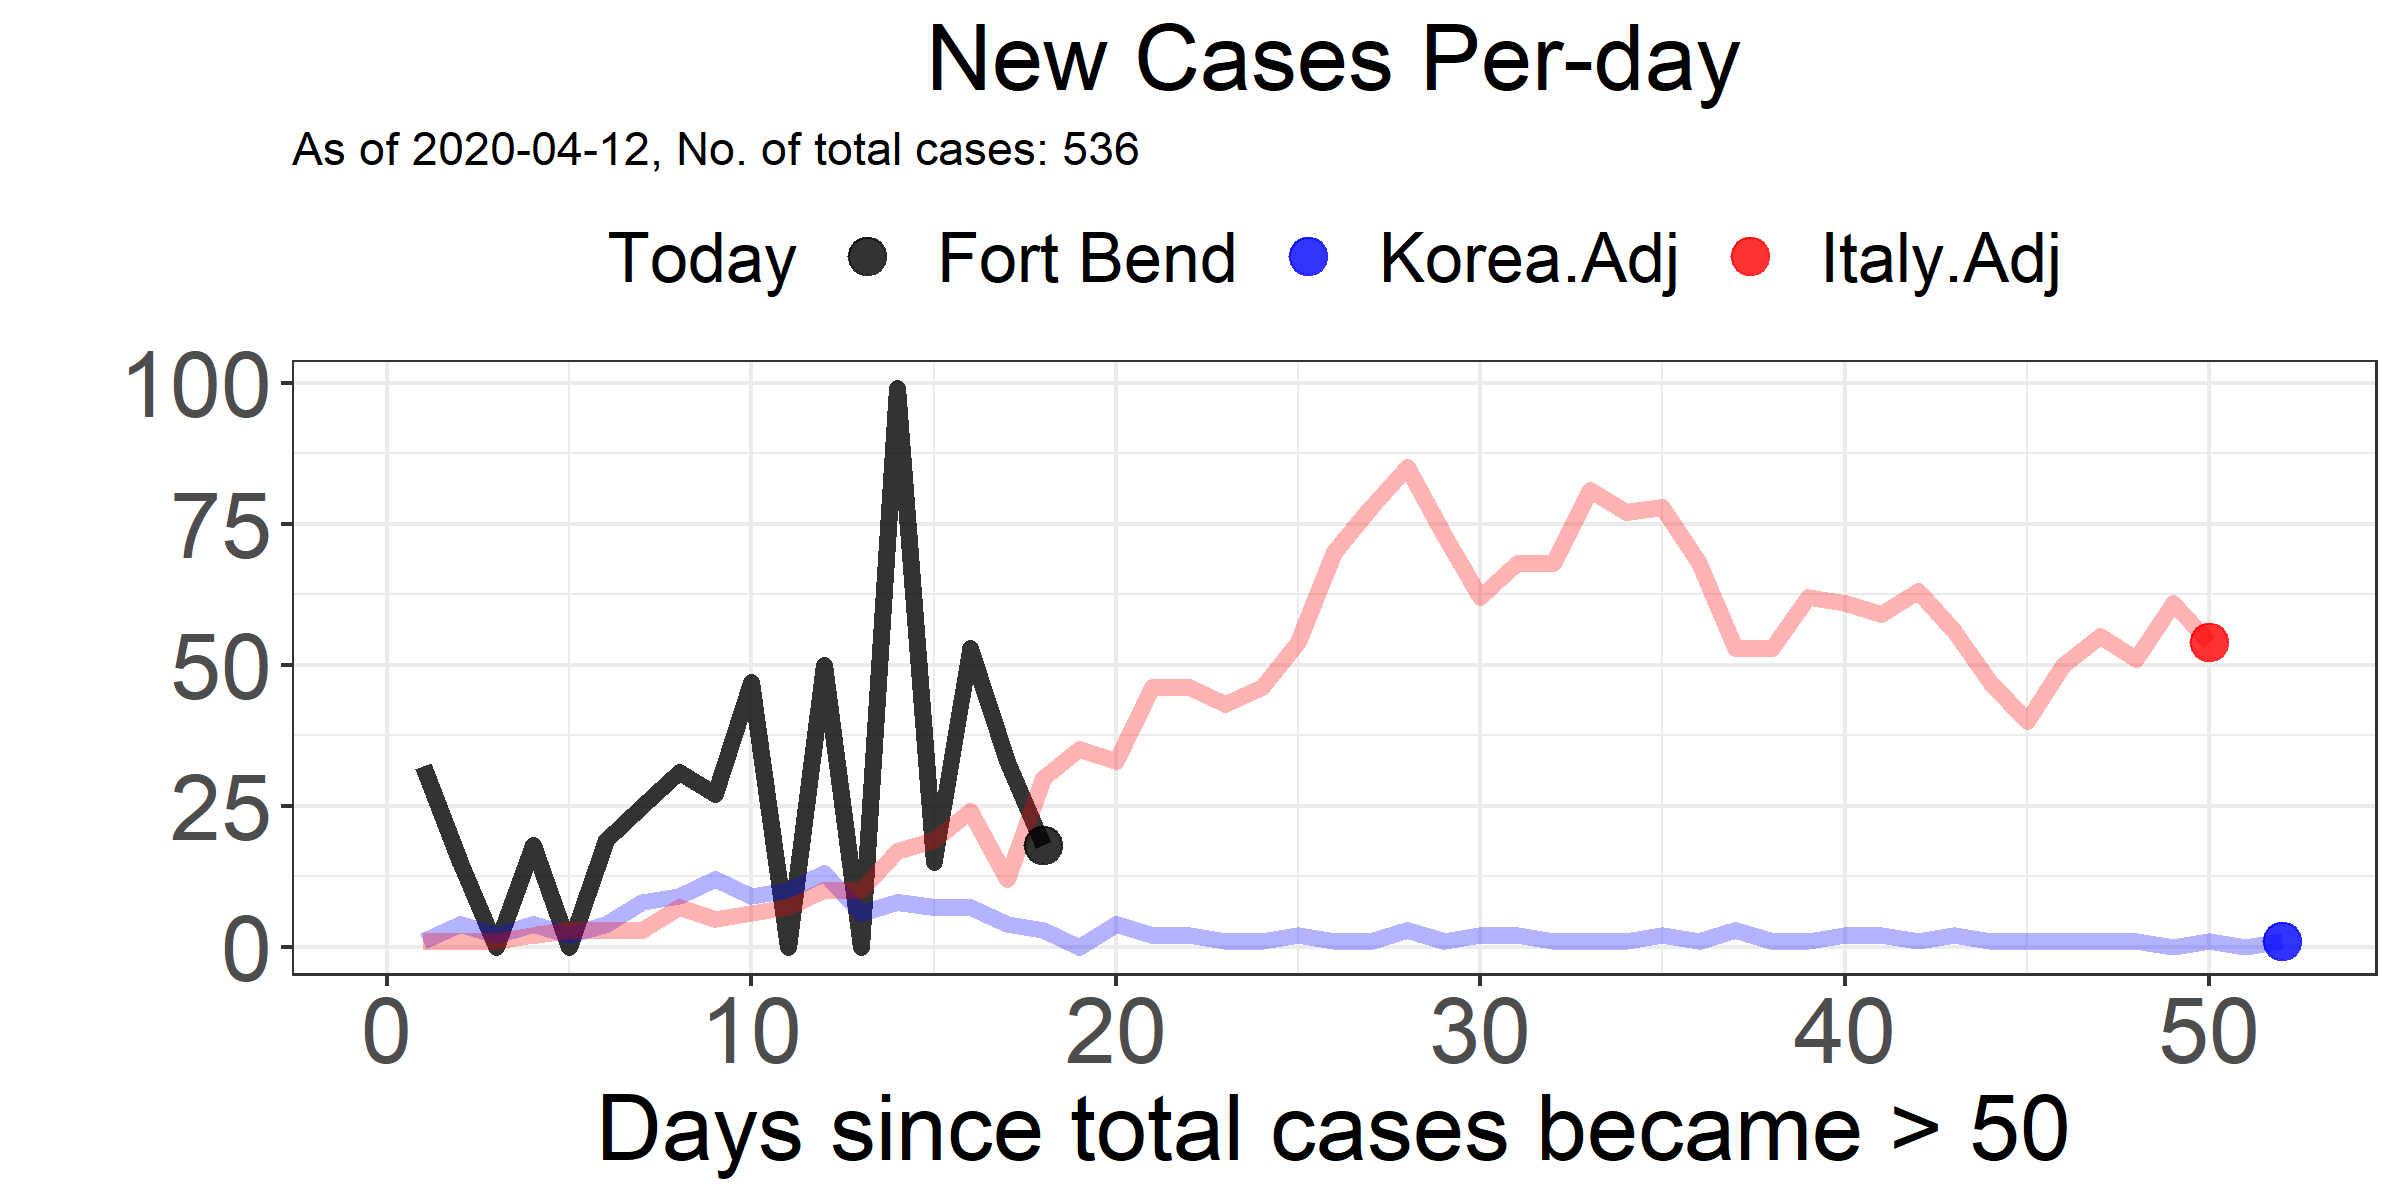 New Cases Per-day
As of 2020-04-12, No. of total cases: 536
Today Fort Bend Korea.Adj Italy.Adj
100
75
50
25
0
0 10 20 30 40 50
Days since total cases became > 50